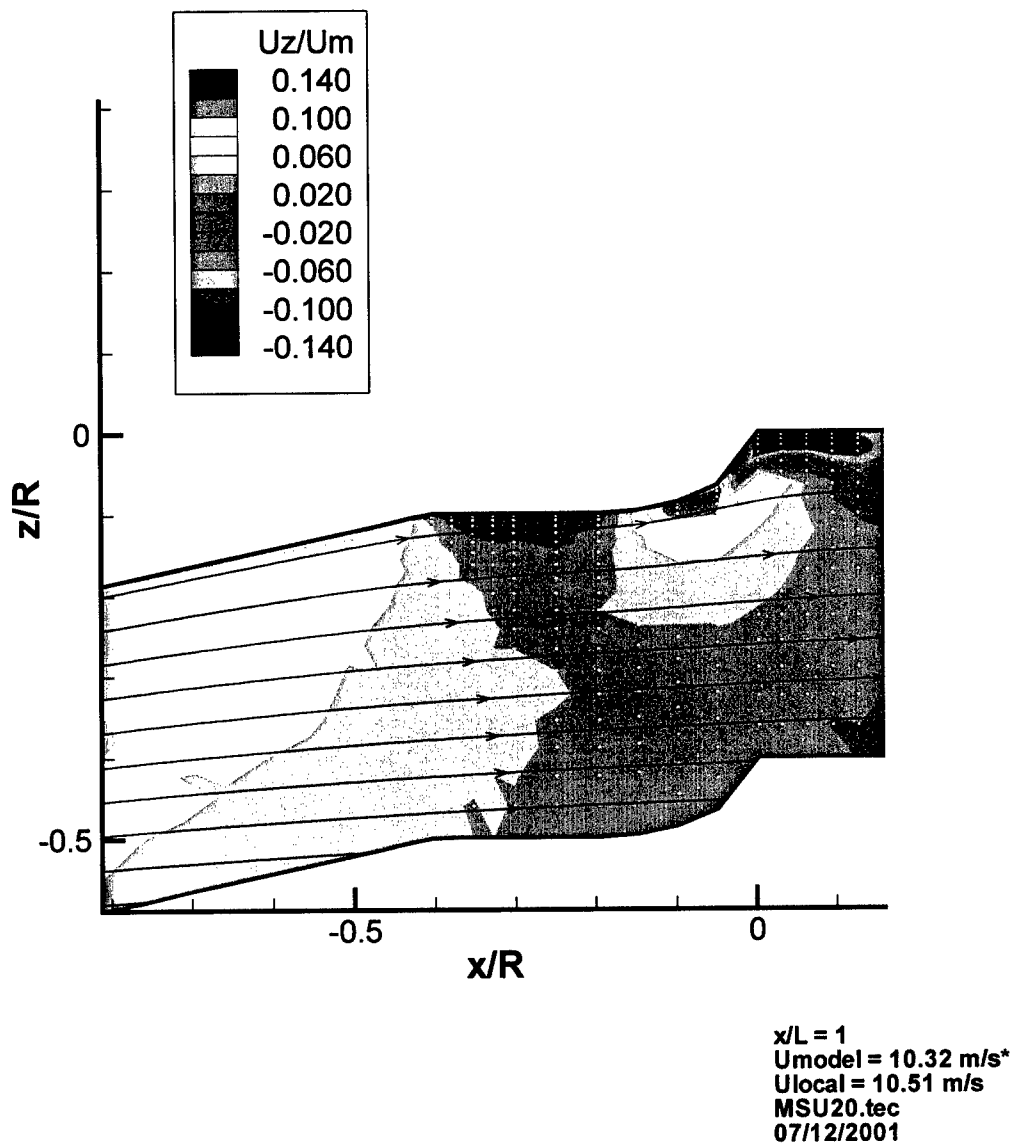 Uz/Um
0.140
0.100
0.060
0.020
-0.020
-0.060
-0.100
-0.140
0
z/R
-0.5
-0.5
0
x/R
x/L = 1
Umodel = 10.32 m/s*
Ulocal = 10.51 m/s
MSU20.tec
07/12/2001